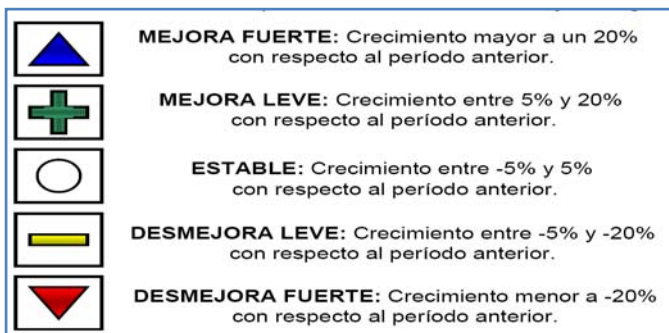 MEJORA FUERTE: Crecimiento mayor a un 20%
con respecto al período anterior.
MEJORA LEVE: Crecimiento entre 5% y 20%
con respecto al período anterior.
ESTABLE: Crecimiento entre -5% y 5%
con respecto al período anterior.
DESMEJORA LEVE: Crecimiento entre -5% y -20%
con respecto al período anterior.
DESMEJORA FUERTE: Crecimiento menor a -20%
con respecto al período anterior.